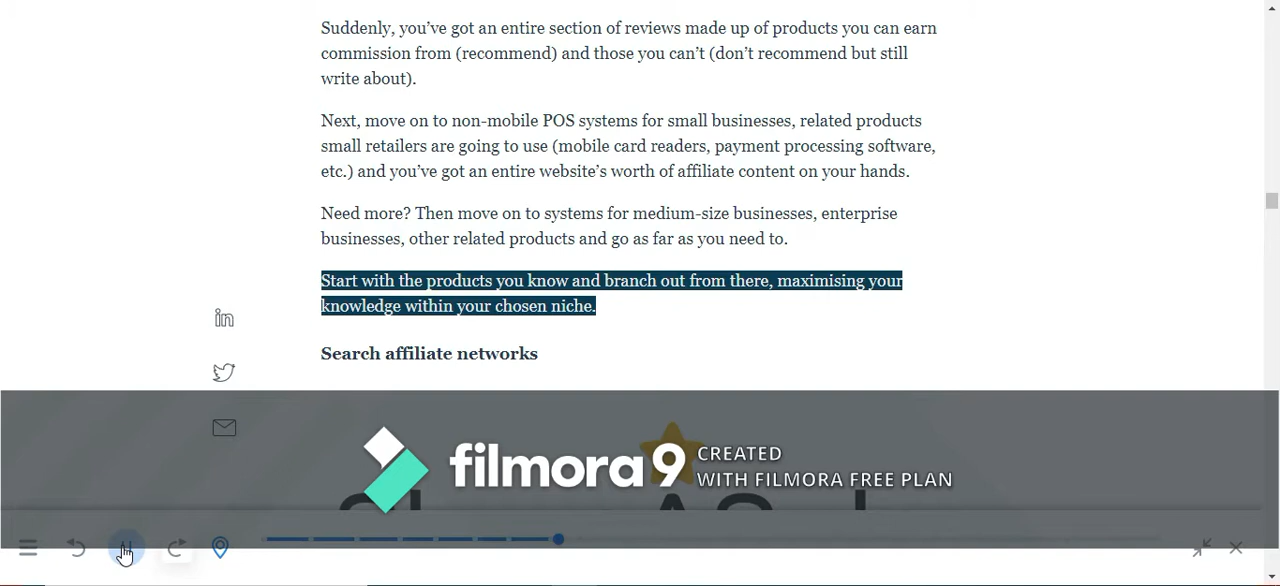 Suddenly, you’ve got an entire section of reviews made up of products you can earn
commission from (recommend) and those you can’t (don’t recommend but still
write about).
Next, move on to non-mobile POS systems for small businesses, related products
small retailers are going to use (mobile card readers, payment processing software,
etc.) and you’ve got an entire website’s worth of affiliate content on your hands.
Need more? Then move on to systems for medium-size businesses, enterprise
businesses, other related products and go as far as you need to.
Start with the products you know and branch out from there, maximising your
knowledge within your chosen niche.
in
Search affiliate networks
filmora9
CREATED
WITH FILMORA FREE PLAN